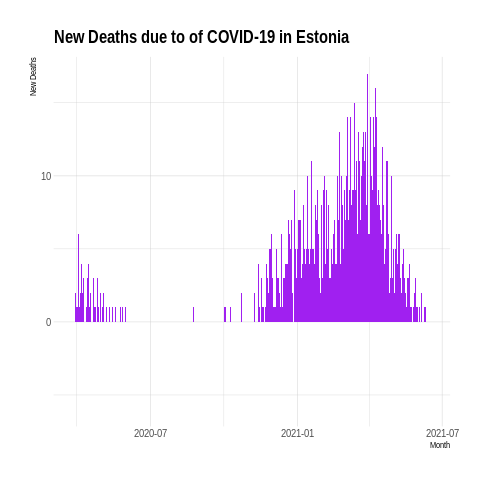 New Deaths due to of COVID-19 in Estonia
New Deaths
10
0
2020-07
2021-01
2021-07
Month